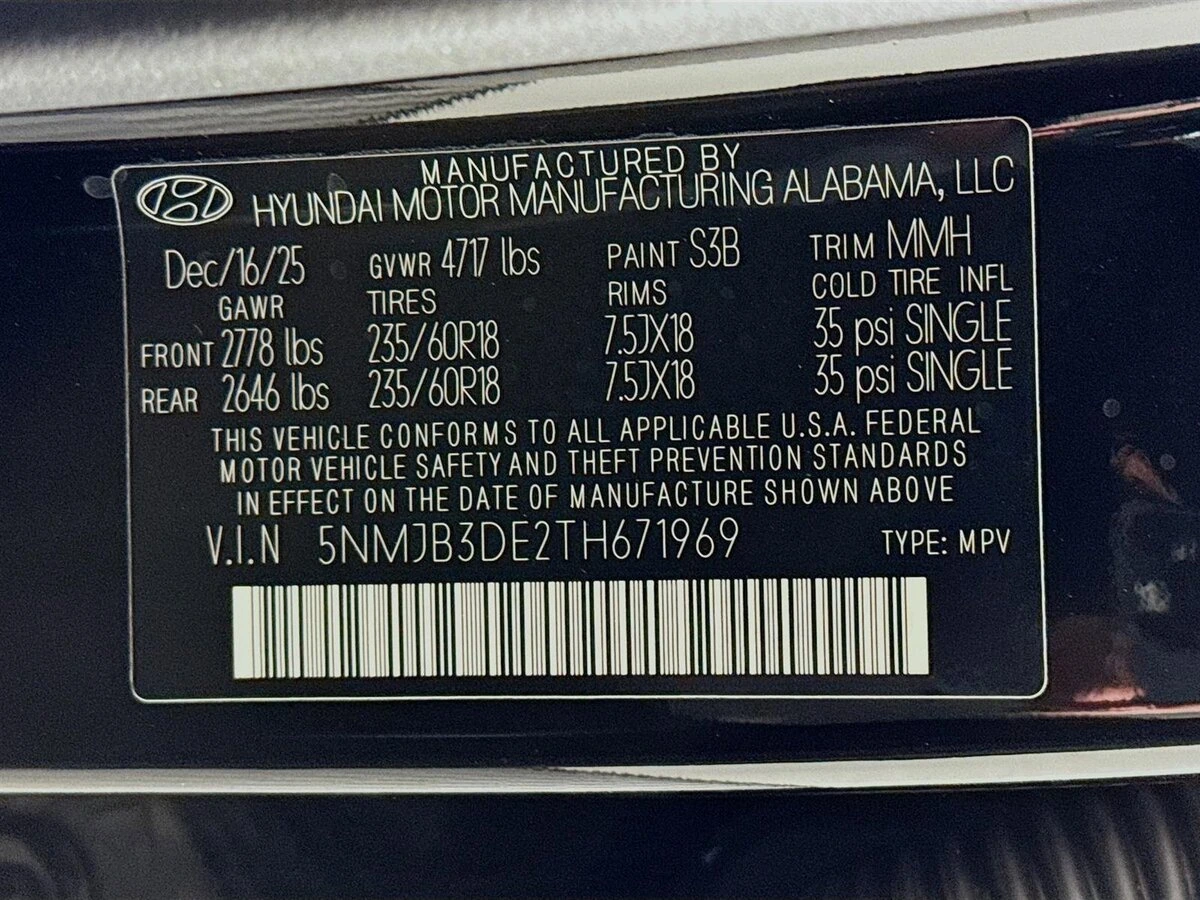 MANUFACTURED BY
HYUNDAI MOTOR MANUFACTURING ALABAMA, LLC
Dec/16/25 GVWR 4717 lbs PAINT S3B TRIM MMH
GAWR TIRES RIMS COLD TIRE INFL
FRONT 2778 lbs 235/60R18 7.5JX18 35 psi SINGLE
REAR 2646 lbs 235/60R18 7.5JX18 35 psi SINGLE
THIS VEHICLE CONFORMS TO ALL APPLICABLE U.S.A. FEDERAL
MOTOR VEHICLE SAFETY AND THEFT PREVENTION STANDARDS
IN EFFECT ON THE DATE OF MANUFACTURE SHOWN ABOVE
V.I.N 5NMJB3DE2TH671969 TYPE: MPV